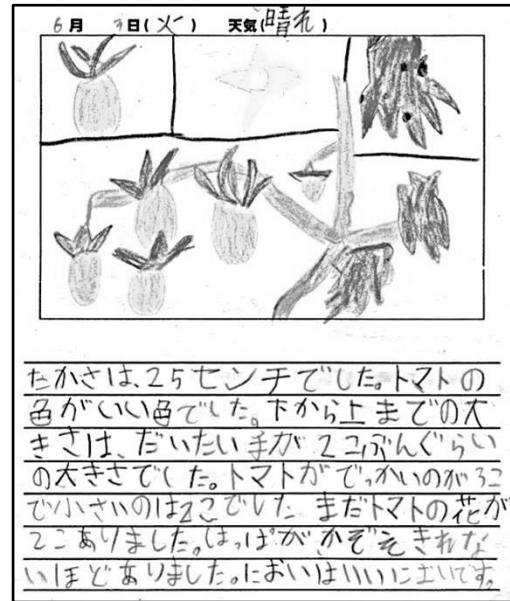 6月 日(火) 天気(晴れ)
たかさは、25センチでした。トマトの
色がいい色でした。下から上までの大
きさは、だいたい手が2こぶんぐらい
の大きさでした。トマトがでっかいのが3こ
で小さいのは2こでした まだトマトの花が
2こありました。はっぱがかぞえきれな
いほどありました。においはいいにおいです。